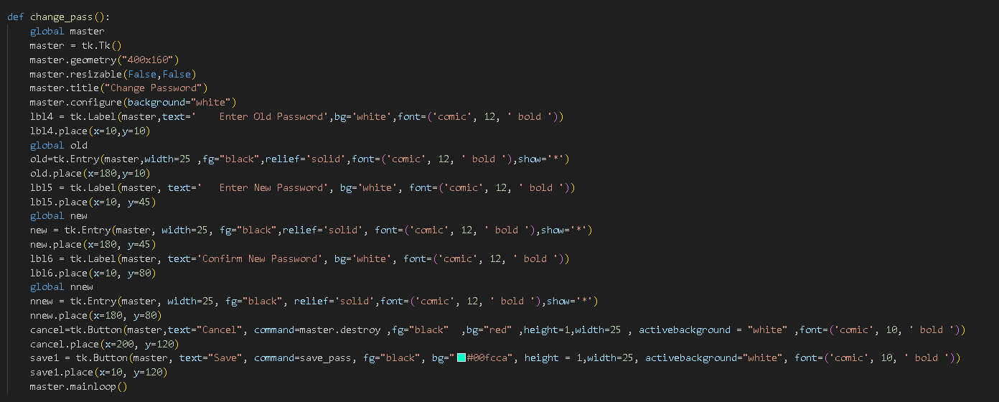 def change_pass():
    global master
    master = tk.Tk()
    master.geometry("400x160")
    master.resizable(False,False)
    master.title("Change Password")
    master.configure(background="white")
    lbl4 = tk.Label(master,text='    Enter Old Password',bg='white',font=('comic', 12, ' bold '))
    lbl4.place(x=10,y=10)
    global old
    old=tk.Entry(master,width=25 ,fg="black",relief='solid',font=('comic', 12, ' bold '),show='*')
    old.place(x=180,y=10)
    lbl5 = tk.Label(master, text='   Enter New Password', bg='white', font=('comic', 12, ' bold '))
    lbl5.place(x=10, y=45)
    global new
    new = tk.Entry(master, width=25, fg="black",relief='solid', font=('comic', 12, ' bold '),show='*')
    new.place(x=180, y=45)
    lbl6 = tk.Label(master, text='Confirm New Password', bg='white', font=('comic', 12, ' bold '))
    lbl6.place(x=10, y=80)
    global nnew
    nnew = tk.Entry(master, width=25, fg="black", relief='solid',font=('comic', 12, ' bold '),show='*')
    nnew.place(x=180, y=80)
    cancel=tk.Button(master,text="Cancel", command=master.destroy ,fg="black"  ,bg="red" ,height=1,width=25 , activebackground = "white" ,font=('comic', 10, ' bold '))
    cancel.place(x=200, y=120)
    save1 = tk.Button(master, text="Save", command=save_pass, fg="black", bg="#00fcca", height = 1,width=25, activebackground="white", font=('comic', 10, ' bold '))
    save1.place(x=10, y=120)
    master.mainloop()